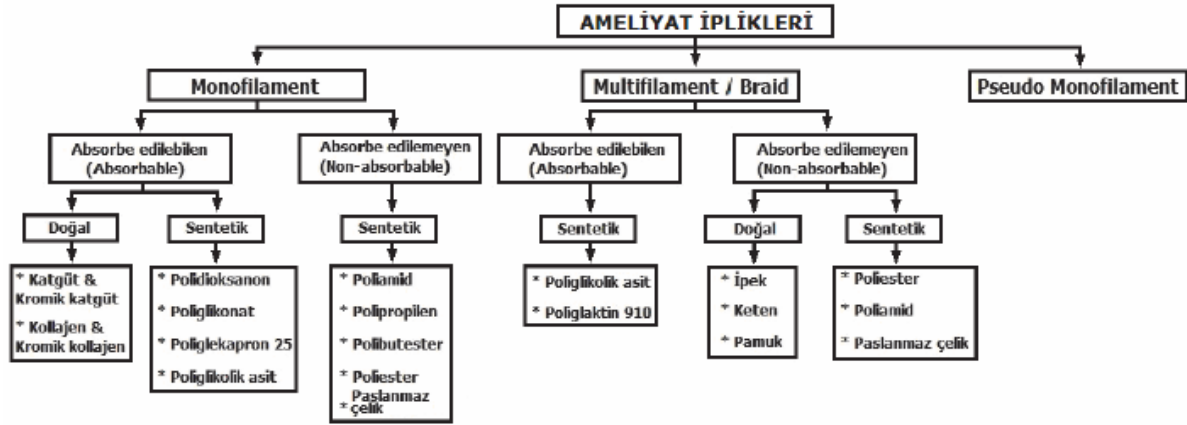 AMELİYAT İPLİKLERİ
Monofilament
Multifilament / Braid
Pseudo Monofilament
Absorbe edilebilen
(Absorbable)
Absorbe edilemeyen
(Non-absorbable)
Absorbe edilebilen
(Absorbable)
Absorbe edilemeyen
(Non-absorbable)
Doğal
Sentetik
Sentetik
Sentetik
Doğal
Sentetik
* Katgüt &
Kromik katgüt
* Kollajen &
Kromik kollajen
* Polidioksanon
* Poliglikonat
* Poliglekapron 25
* Poliglikolik asit
* Poliamid
* Polipropilen
* Polibutester
* Poliester
Paslanmaz
* çelik
* Poliglikolik asit
* Poliglaktin 910
* İpek
* Keten
* Pamuk
* Poliester
* Poliamid
* Paslanmaz çelik